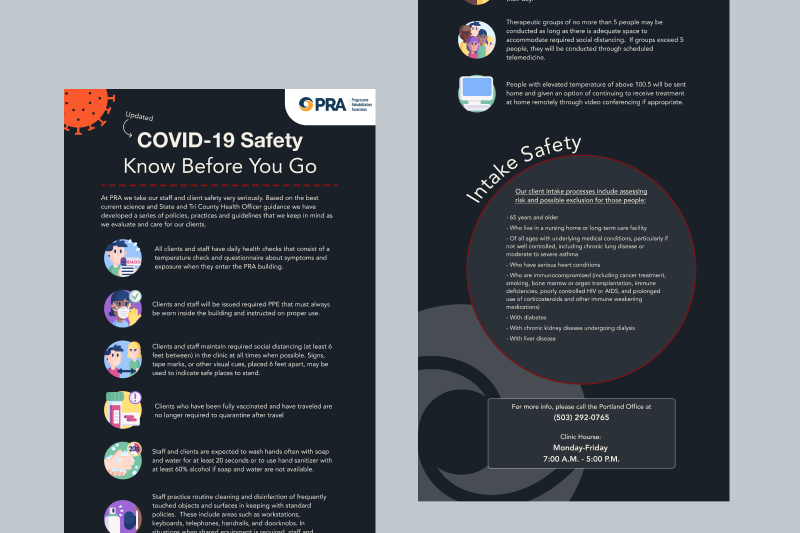 Updated
PRA
Progressive
Rehabilitation
Associates
COVID-19 Safety
Know Before You Go
At PRA we take our staff and client safety very seriously. Based on the best
current science and State and Tri County Health Officer guidance we have
developed a series of policies, practices and guidelines that we keep in mind as
we evaluate and care for our clients.
All clients and staff have daily health checks that consist of a
temperature check and questionnaire about symptoms and
exposure when they enter the PRA building.
Clients and staff will be issued required PPE that must always
be worn inside the building and instructed on proper use.
Clients and staff maintain required social distancing (at least 6
feet between) in the clinic at all times when possible. Signs,
tape marks, or other visual cues, placed 6 feet apart, may be
used to indicate safe places to stand.
Clients who have been fully vaccinated and have traveled are
no longer required to quarantine after travel
Staff and clients are expected to wash hands often with soap
and water for at least 20 seconds or to use hand sanitizer with
at least 60% alcohol if soap and water are not available.
Staff practice routine cleaning and disinfection of frequently
touched objects and surfaces in keeping with standard
policies. These include areas such as workstations,
keyboards, telephones, handrails, and doorknobs. In
situations when shared equipment is required, staff and
Therapeutic groups of no more than 5 people may be
conducted as long as there is adequate space to
accommodate required social distancing. If groups exceed 5
people, they will be conducted through scheduled
telemedicine.
People with elevated temperature of above 100.5 will be sent
home and given an option of continuing to receive treatment
at home remotely through video conferencing if appropriate.
Intake Safety
Our client Intake processes include assessing
risk and possible exclusion for those people:
- 65 years and older
- Who live in a nursing home or long-term care facility
- Of all ages with underlying medical conditions, particularly if
not well controlled, including chronic lung disease or
moderate to severe asthma
- Who have serious heart conditions
- Who are immunocompromised (including cancer treatment,
smoking, bone marrow or organ transplantation, immune
deficiencies, poorly controlled HIV or AIDS, and prolonged
use of corticosteroids and other immune weakening
medications)
- With diabetes
- With chronic kidney disease undergoing dialysis
- With liver disease
For more info, please call the Portland Office at
(503) 292-0765
Clinic Hourse:
Monday-Friday
7:00 A.M. - 5:00 P.M.